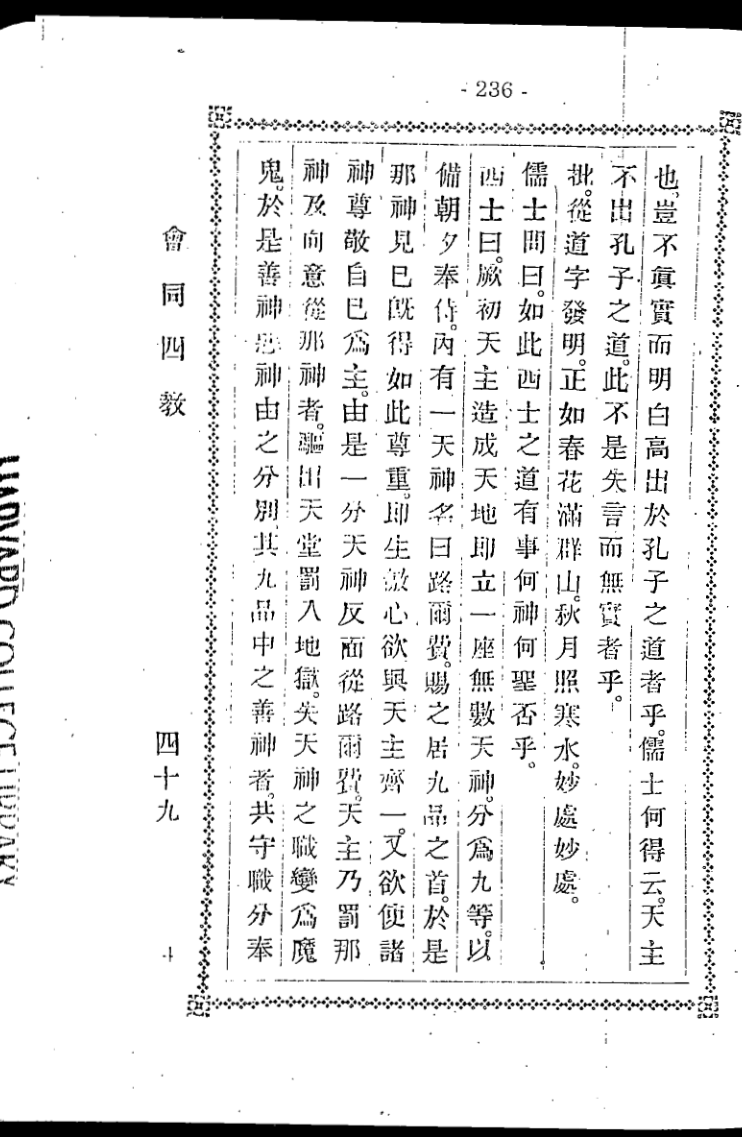 - 236 -
也。豈不眞實而明白高出於孔子之道者乎。儒士何得云。天主
不出孔子之道。此不是失言而無實者乎。
批。從道字發明。正如春花滿群山。秋月照寒水。妙處妙處。
儒士問曰。如此西士之道有事何神何聖否乎。
西士曰。厥初天主造成天地即立一座無數天神。分爲九等。以
備朝夕奉侍。內有一天神名曰路爾費。賜之居九品之首。於是
那神見已旣得如此尊重。即生傲心欲與天主齊一。又欲使諸
神尊敬自已爲主。由是一分天神反面從路爾費。天主乃罰那
神及向意從那神者。驅出天堂罰入地獄。失天神之職變爲魔
鬼。於是善神惡神由之分別其九品中之善神者。共守職分奉
會同四教
四十九
HARVARD COLLEGE LIBRARY